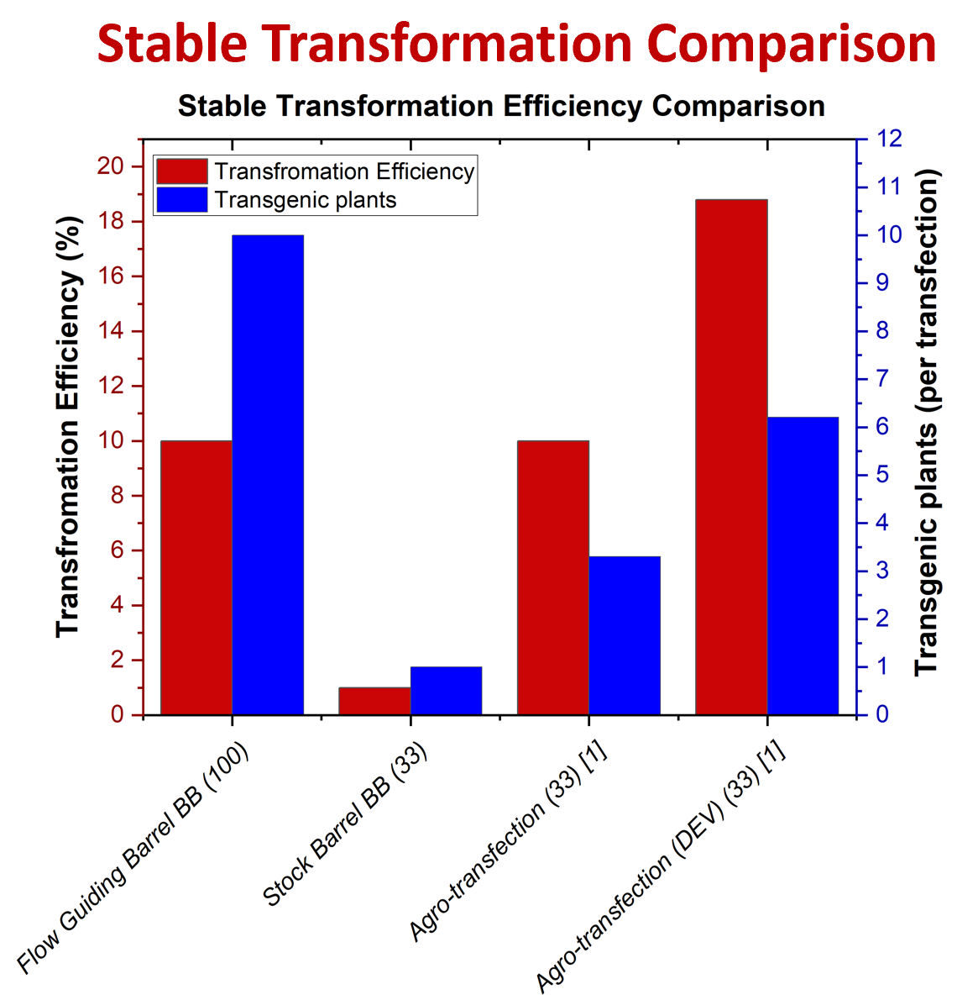 Stable Transformation Comparison
Stable Transformation Efficiency Comparison
Transfromation Efficiency
Transgenic plants
Transfromation Efficiency (%)
20
18
16
14
12
10
8
6
4
2
0
12
11
10
9
8
7
6
5
4
3
2
1
0
Transgenic plants (per transfection)
Flow Guiding Barrel BB (100)
Stock Barrel BB (33)
Agro-transfection (33) [1]
Agro-transfection (DEV) (33) [1]